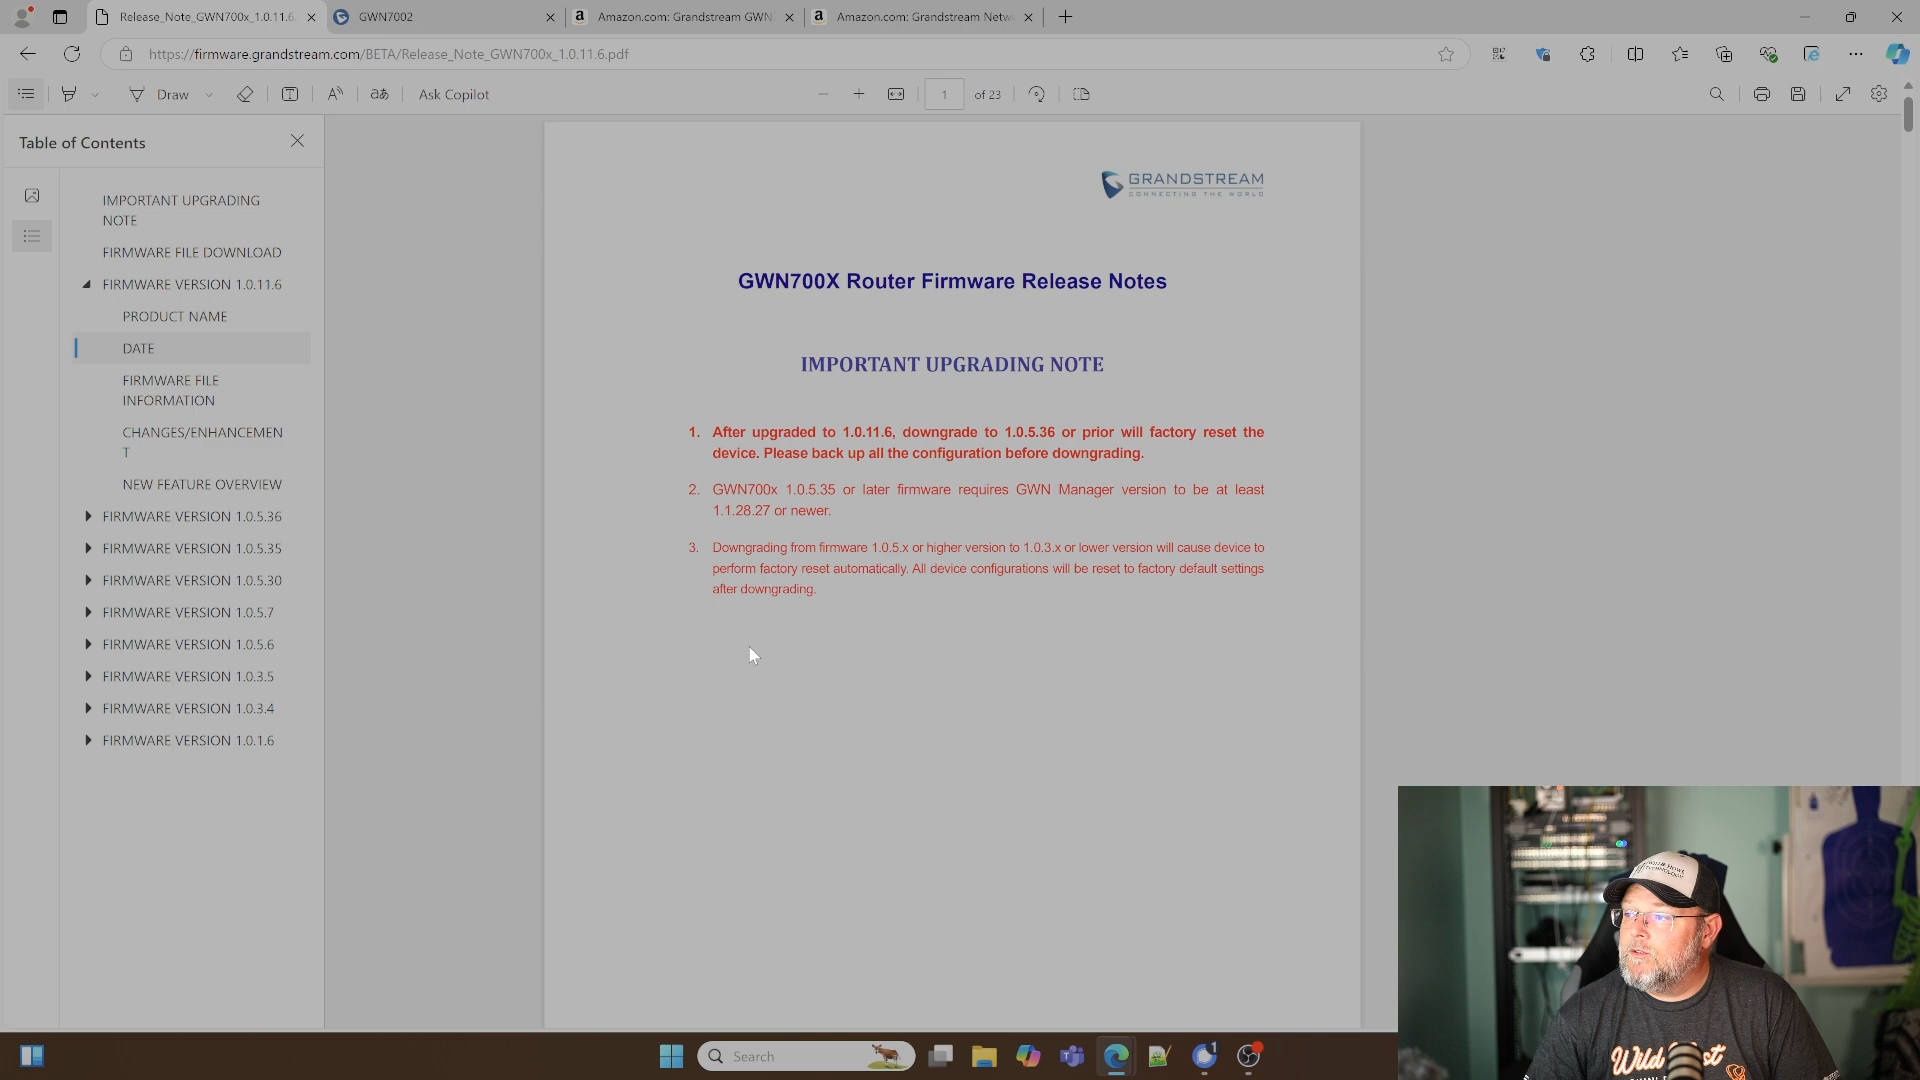 Release_Note_GWN700x_1.0.11.6
GWN7002
Amazon.com: Grandstream GWN
Amazon.com: Grandstream Netw
https://firmware.grandstream.com/BETA/Release_Note_GWN700x_1.0.11.6.pdf
Draw
aあ
Ask Copilot
1
of 23
Table of Contents
IMPORTANT UPGRADING
NOTE
FIRMWARE FILE DOWNLOAD
FIRMWARE VERSION 1.0.11.6
PRODUCT NAME
DATE
FIRMWARE FILE
INFORMATION
CHANGES/ENHANCEMEN
T
NEW FEATURE OVERVIEW
FIRMWARE VERSION 1.0.5.36
FIRMWARE VERSION 1.0.5.35
FIRMWARE VERSION 1.0.5.30
FIRMWARE VERSION 1.0.5.7
FIRMWARE VERSION 1.0.5.6
FIRMWARE VERSION 1.0.3.5
FIRMWARE VERSION 1.0.3.4
FIRMWARE VERSION 1.0.1.6
GRANDSTREAM
CONNECTING THE WORLD
GWN700X Router Firmware Release Notes
IMPORTANT UPGRADING NOTE
1. After upgraded to 1.0.11.6, downgrade to 1.0.5.36 or prior will factory reset the
device. Please back up all the configuration before downgrading.
2. GWN700x 1.0.5.35 or later firmware requires GWN Manager version to be at least
1.1.28.27 or newer.
3. Downgrading from firmware 1.0.5.x or higher version to 1.0.3.x or lower version will cause device to
perform factory reset automatically. All device configurations will be reset to factory default settings
after downgrading.
Search
1
Wild